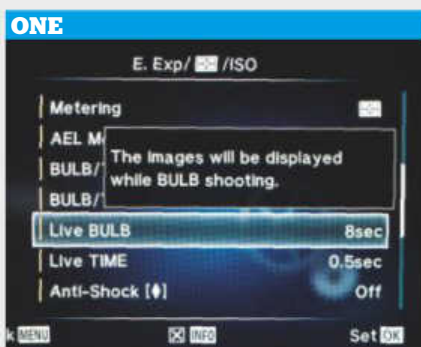 ONE
E. Exp/ /ISO
Metering
AEL M
The images will be displayed
BULB/
while BULB shooting.
BULB/
Live BULB 8sec
Live TIME 0.5sec
Anti-Shock [♦] Off
k MENU INFO Set OK